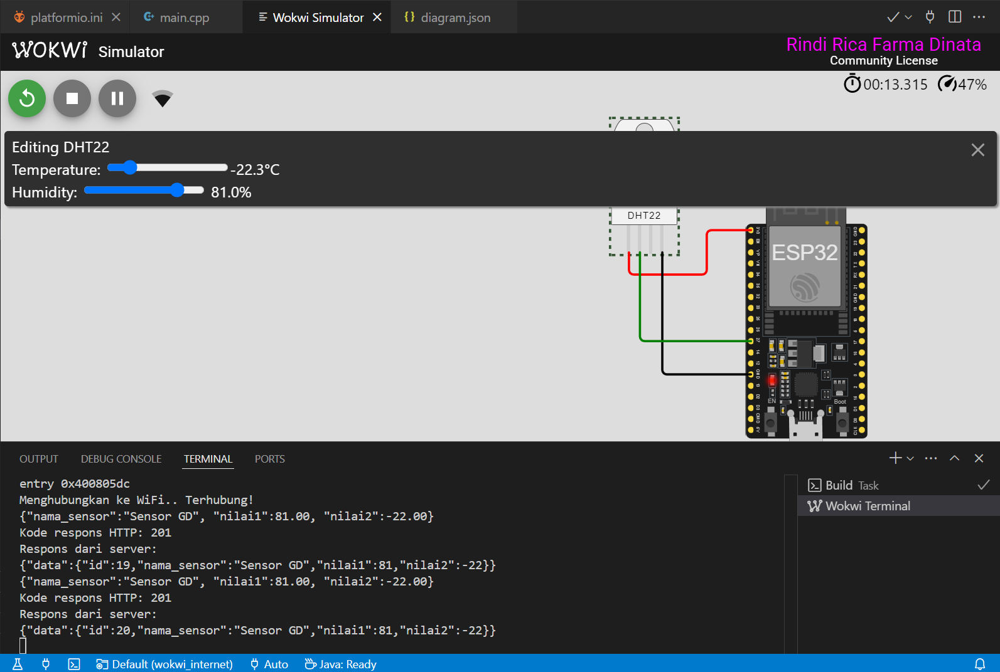 platformio.ini
main.cpp
Wokwi Simulator
diagram.json
WOKWi Simulator
Rindi Rica Farma Dinata
Community License
00:13.315
47%
Editing DHT22
Temperature: -22.3°C
Humidity: 81.0%
DHT22
ESP32
EN
Boot
OUTPUT
DEBUG CONSOLE
TERMINAL
PORTS
entry 0x400805dc
Menghubungkan ke WiFi.. Terhubung!
{"nama_sensor":"Sensor GD", "nilai1":81.00, "nilai2":-22.00}
Kode respons HTTP: 201
Respons dari server:
{"data":{"id":19,"nama_sensor":"Sensor GD","nilai1":81,"nilai2":-22}}
{"nama_sensor":"Sensor GD", "nilai1":81.00, "nilai2":-22.00}
Kode respons HTTP: 201
Respons dari server:
{"data":{"id":20,"nama_sensor":"Sensor GD","nilai1":81,"nilai2":-22}}
Build Task
Wokwi Terminal
Default (wokwi_internet)
Auto
Java: Ready